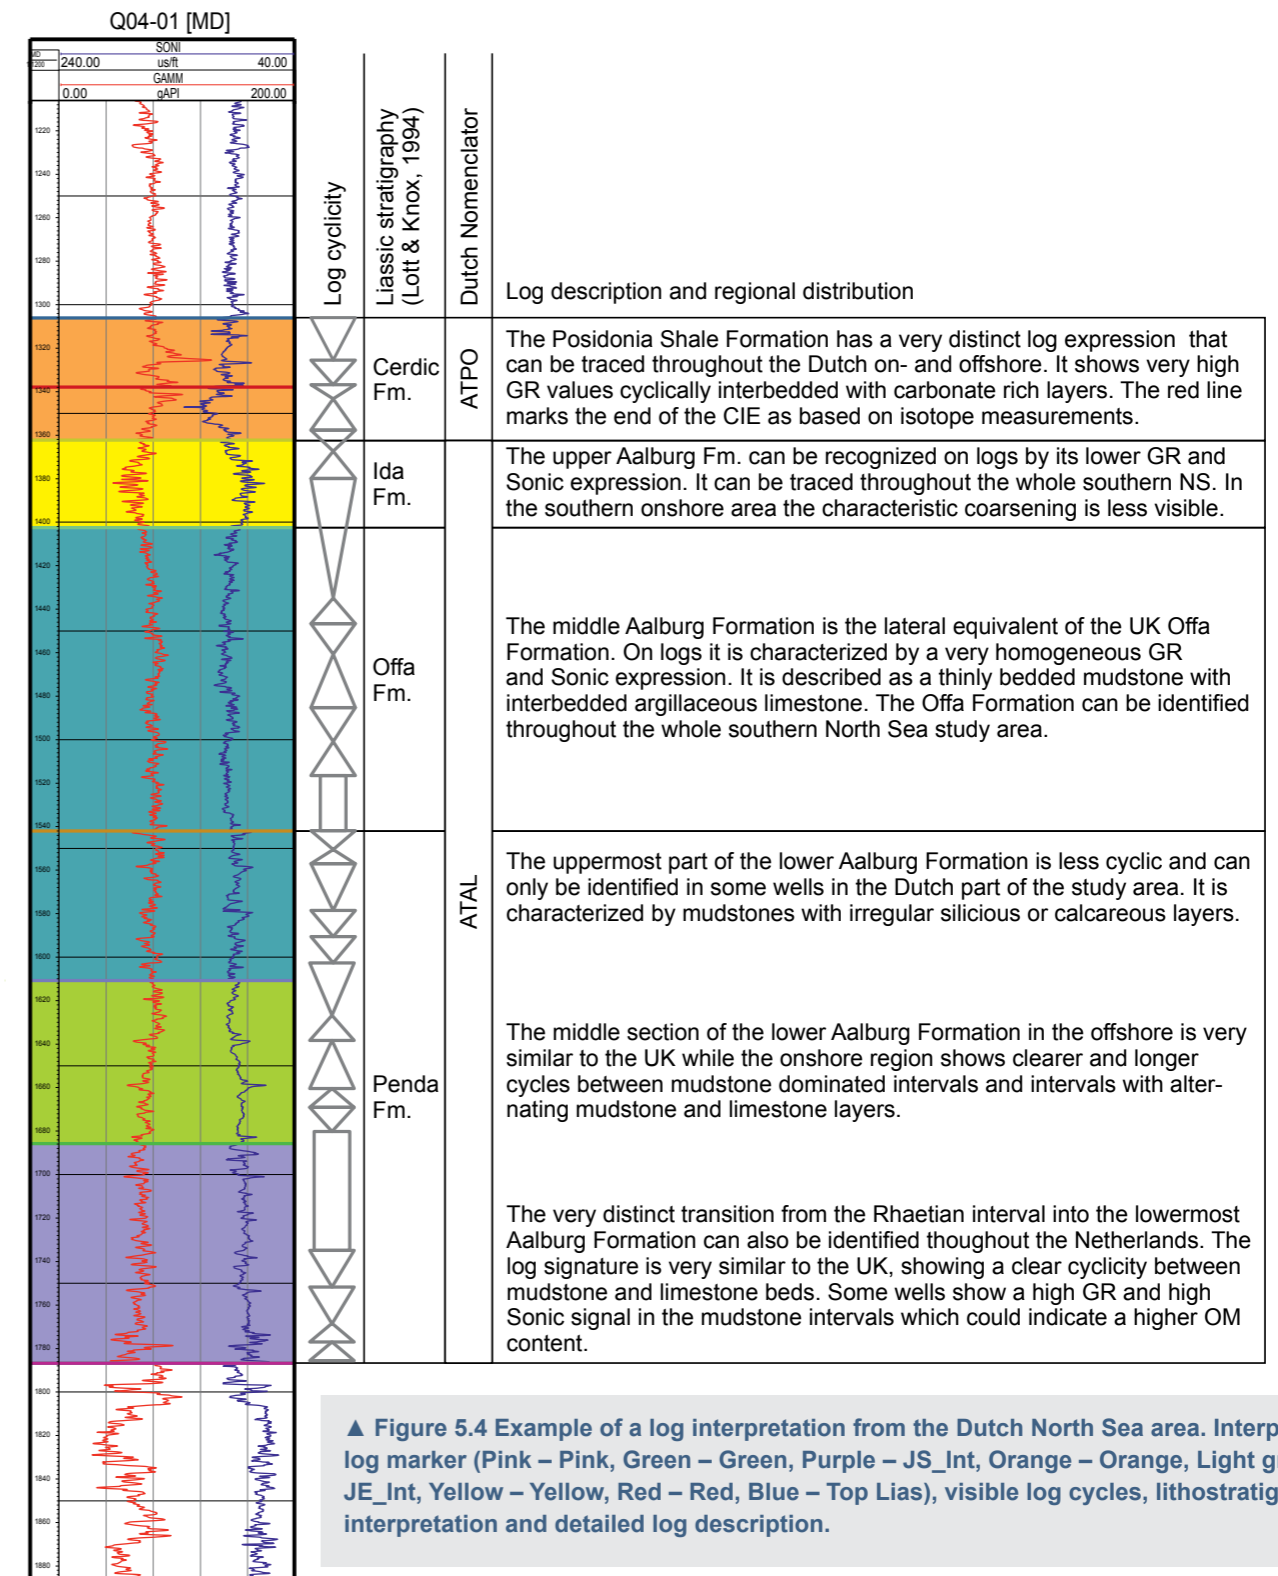 Q04-01 [MD]
SONI
MD
240.00 us/ft 40.00
1:1200
GAMM
0.00 gAPI 200.00
1220
1240
1260
1280
1300
1320
1340
1360
1380
1400
1420
1440
1460
1480
1500
1520
1540
1560
1580
1600
1620
1640
1660
1680
1700
1720
1740
1760
1780
1800
1820
1840
1860
1880
Log cyclicity
Liassic stratigraphy
(Lott & Knox, 1994)
Dutch Nomenclator
Log description and regional distribution
Cerdic
Fm.
ATPO
The Posidonia Shale Formation has a very distinct log expression that
can be traced throughout the Dutch on- and offshore. It shows very high
GR values cyclically interbedded with carbonate rich layers. The red line
marks the end of the CIE as based on isotope measurements.
Ida
Fm.
The upper Aalburg Fm. can be recognized on logs by its lower GR and
Sonic expression. It can be traced throughout the whole southern NS. In
the southern onshore area the characteristic coarsening is less visible.
Offa
Fm.
The middle Aalburg Formation is the lateral equivalent of the UK Offa
Formation. On logs it is characterized by a very homogeneous GR
and Sonic expression. It is described as a thinly bedded mudstone with
interbedded argillaceous limestone. The Offa Formation can be identified
throughout the whole southern North Sea study area.
ATAL
Penda
Fm.
The uppermost part of the lower Aalburg Formation is less cyclic and can
only be identified in some wells in the Dutch part of the study area. It is
characterized by mudstones with irregular silicious or calcareous layers.
The middle section of the lower Aalburg Formation in the offshore is very
similar to the UK while the onshore region shows clearer and longer
cycles between mudstone dominated intervals and intervals with alter-
nating mudstone and limestone layers.
The very distinct transition from the Rhaetian interval into the lowermost
Aalburg Formation can also be identified thoughout the Netherlands. The
log signature is very similar to the UK, showing a clear cyclicity between
mudstone and limestone beds. Some wells show a high GR and high
Sonic signal in the mudstone intervals which could indicate a higher OM
content.
▲ Figure 5.4 Example of a log interpretation from the Dutch North Sea area. Interp
log marker (Pink – Pink, Green – Green, Purple – JS_Int, Orange – Orange, Light g
JE_Int, Yellow – Yellow, Red – Red, Blue – Top Lias), visible log cycles, lithostratig
interpretation and detailed log description.